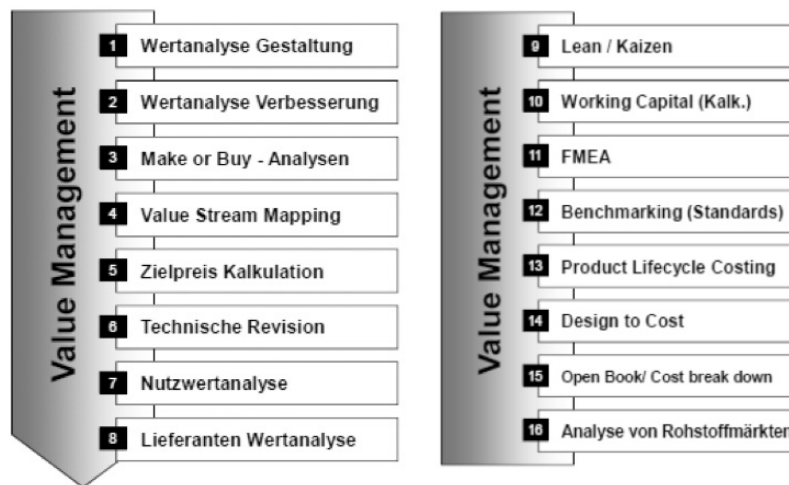 Value Management
1 Wertanalyse Gestaltung
2 Wertanalyse Verbesserung
3 Make or Buy - Analysen
4 Value Stream Mapping
5 Zielpreis Kalkulation
6 Technische Revision
7 Nutzwertanalyse
8 Lieferanten Wertanalyse
Value Management
9 Lean / Kaizen
10 Working Capital (Kalk.)
11 FMEA
12 Benchmarking (Standards)
13 Product Lifecycle Costing
14 Design to Cost
15 Open Book/ Cost break down
16 Analyse von Rohstoffmärkten